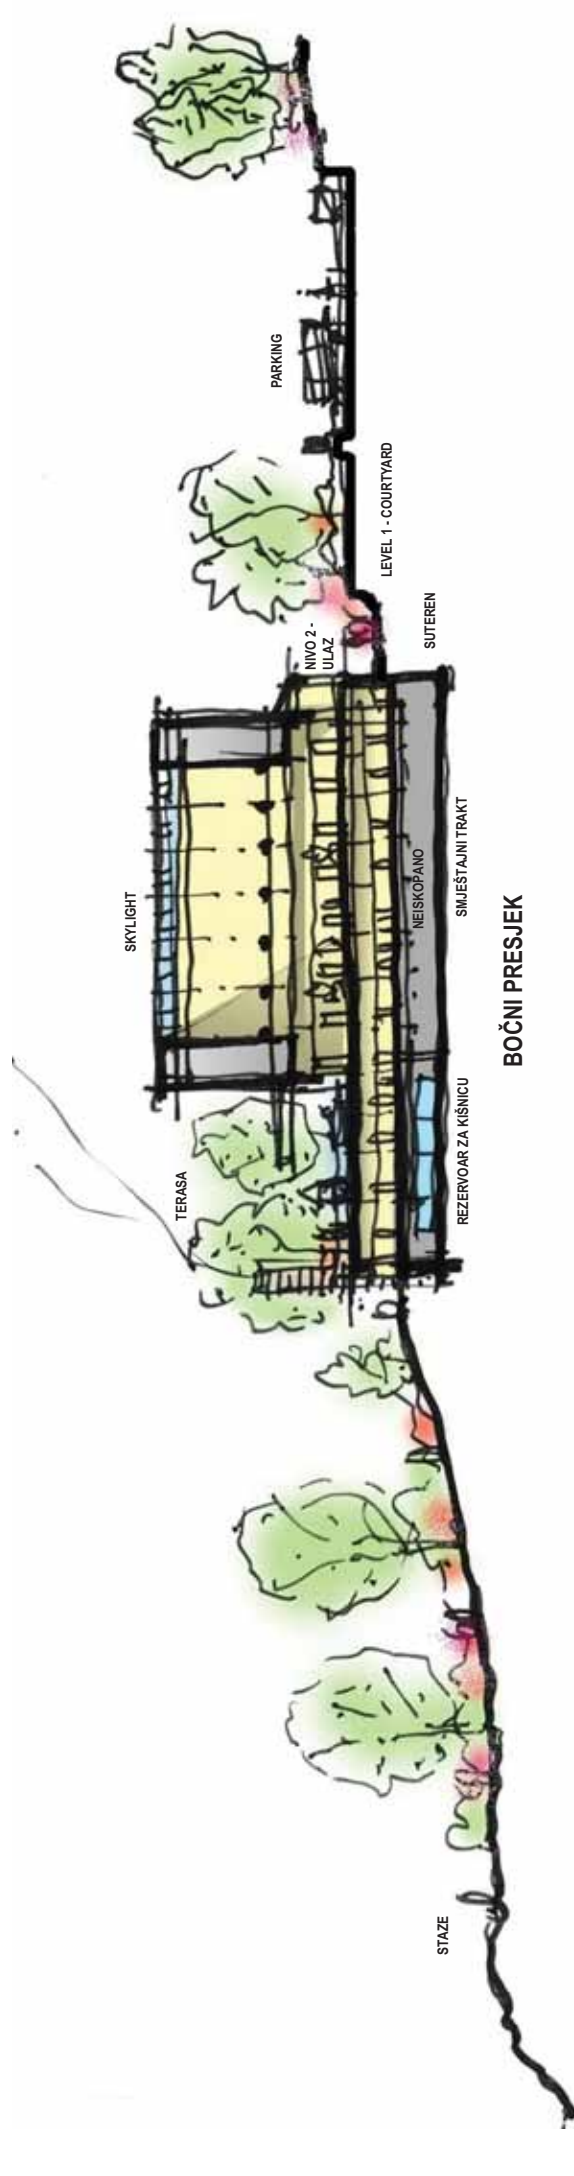 STAZE
TERASA
REZERVOAR ZA KIŠNICU
SKYLIGHT
NEISKOPANO
SMJEŠTAJNI TRAKT
NIVO 2 -
ULAZ
SUTEREN
LEVEL 1 - COURTYARD
PARKING
BOČNI PRESJEK